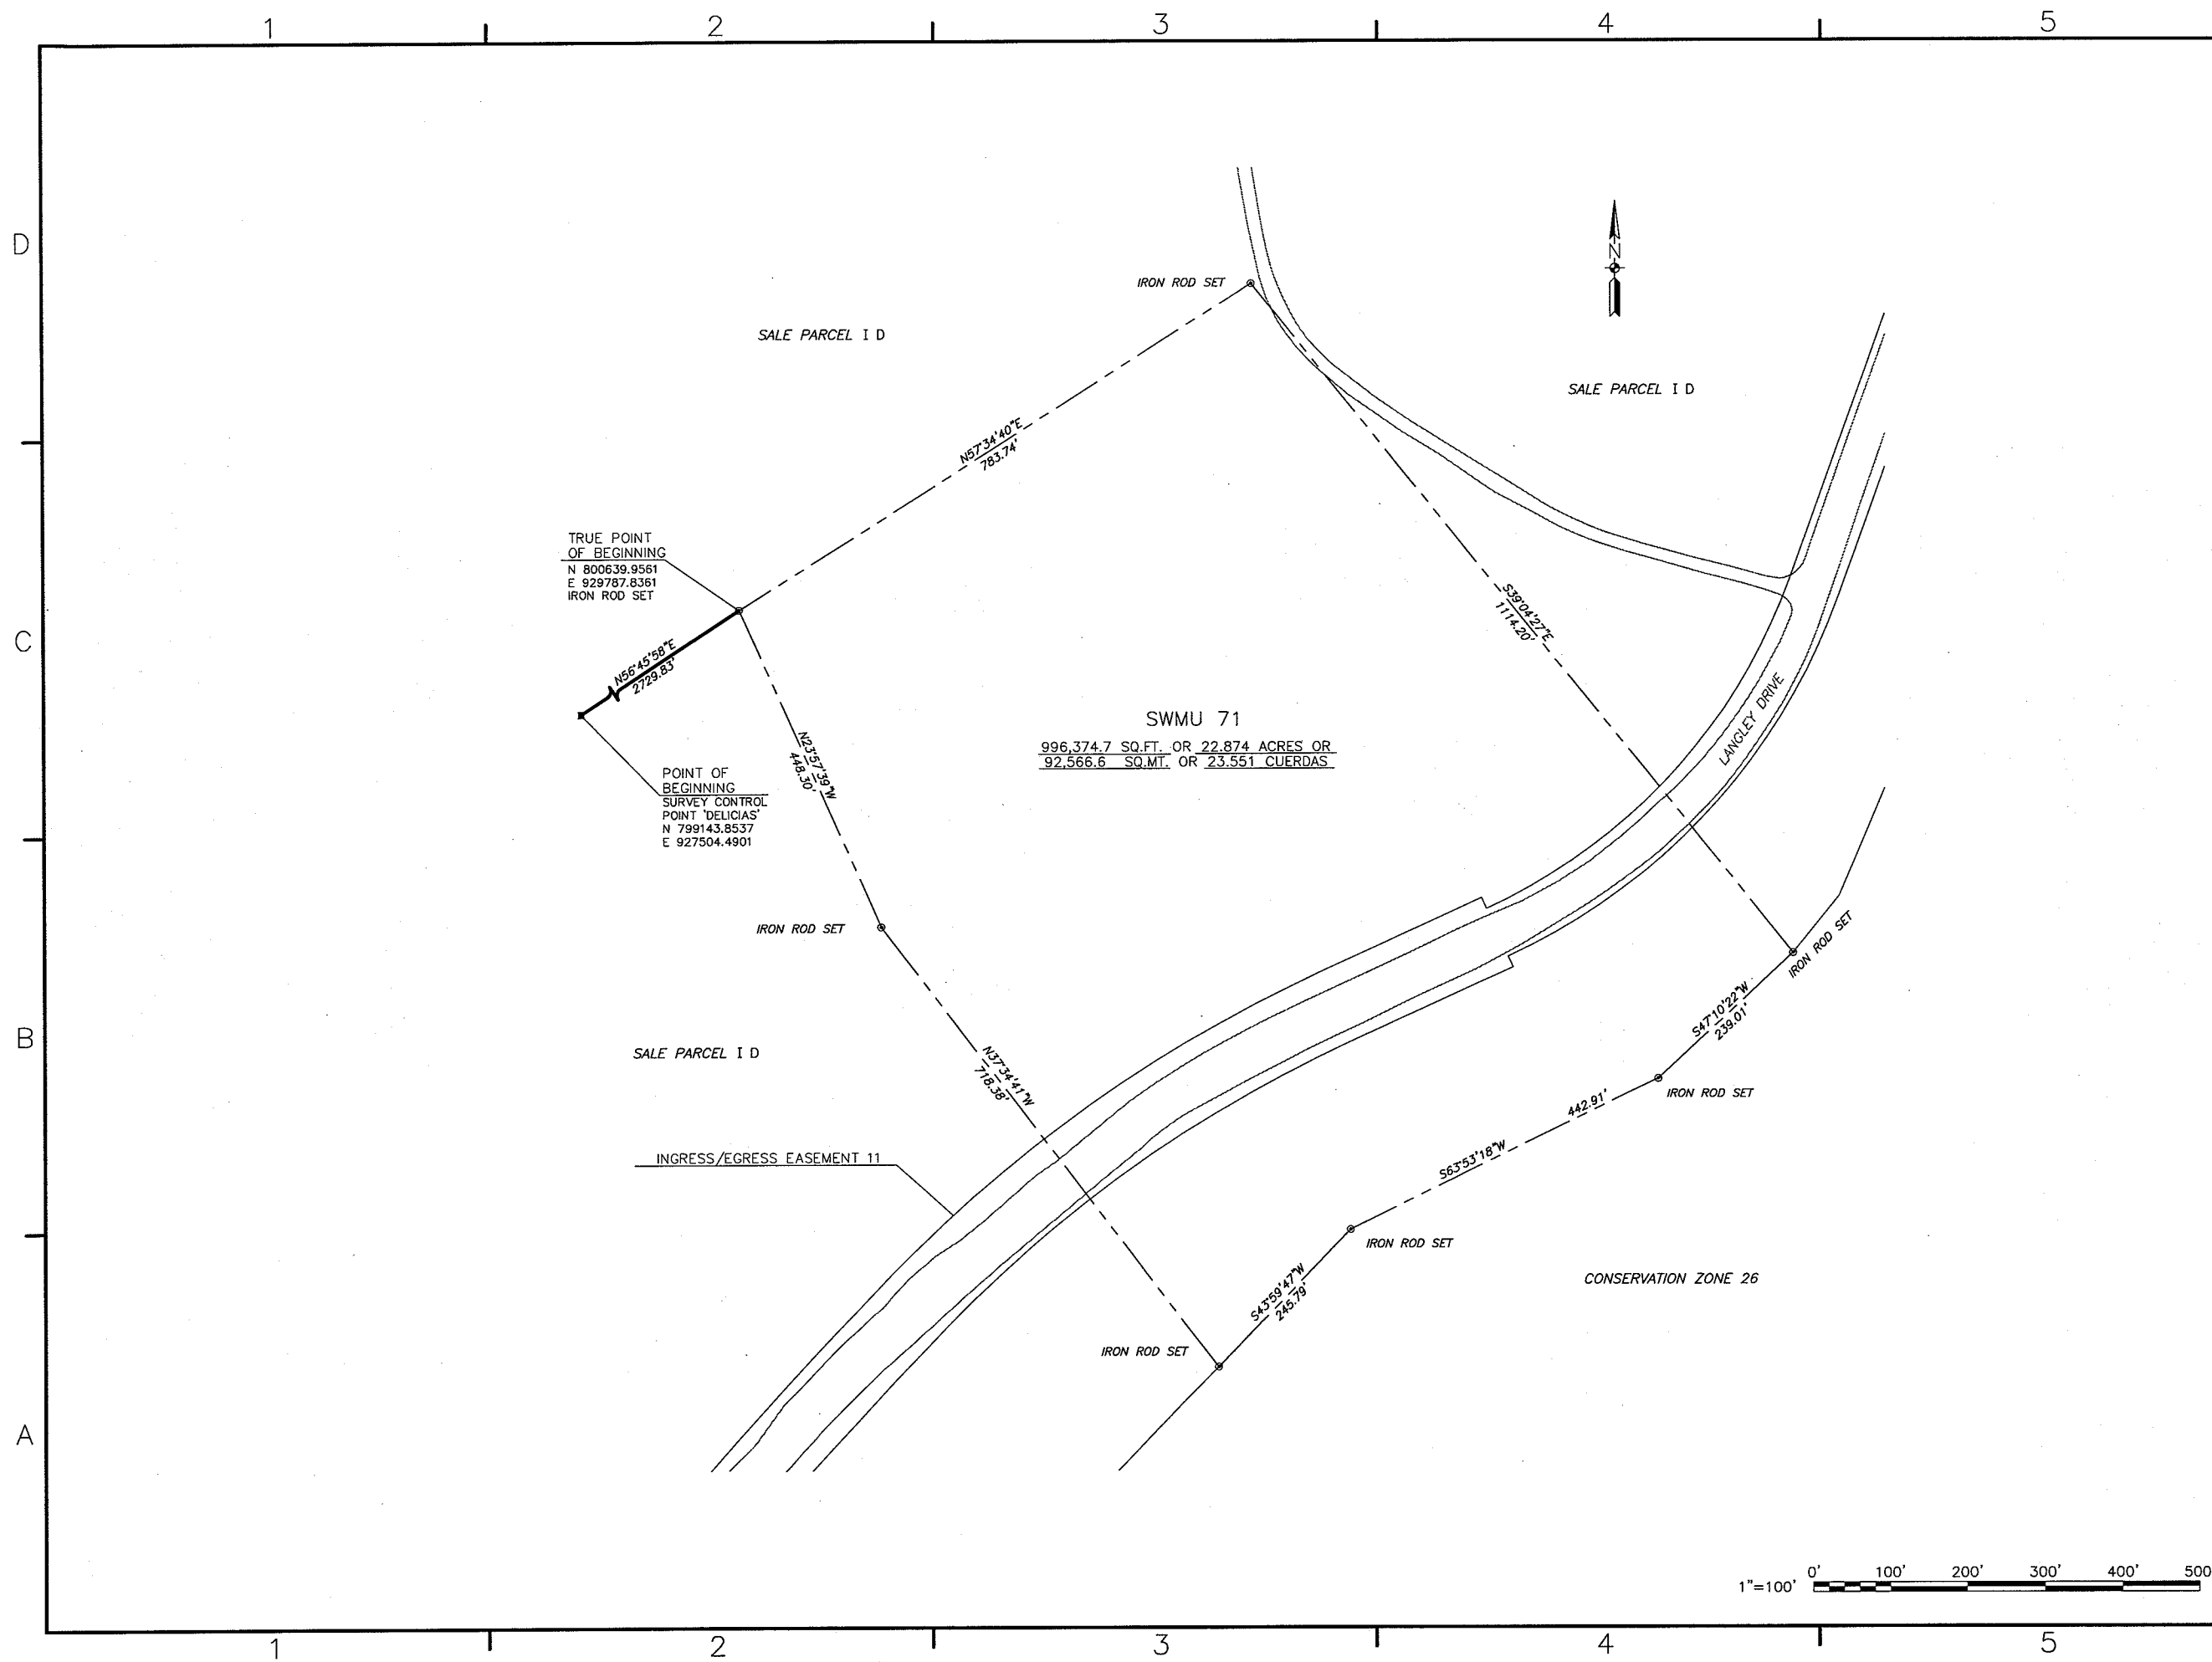 1
2
3
4
5
D
IRON ROD SET
N
SALE PARCEL I D
SALE PARCEL I D
N57°34'40"E
783.74'
TRUE POINT
OF BEGINNING
N 800639.9561
E 929787.8361
IRON ROD SET
S39°04'27"E
1114.20'
C
N56°45'58"E
2729.83'
LANGLEY DRIVE
SWMU 71
996,374.7 SQ.FT. OR 22.874 ACRES OR
92,566.6 SQ.MT. OR 23.551 CUERDAS
N23°57'39"W
448.30'
POINT OF
BEGINNING
SURVEY CONTROL
POINT 'DELICIAS'
N 799143.8537
E 927504.4901
IRON ROD SET
IRON ROD SET
S47°10'22"W
239.01'
B
SALE PARCEL I D
N37°34'41"W
718.38'
IRON ROD SET
442.91'
S63°53'18"W
INGRESS/EGRESS EASEMENT 11
IRON ROD SET
CONSERVATION ZONE 26
S43°59'47"W
245.79'
IRON ROD SET
A
1"=100'
0' 100' 200' 300' 400' 500
1
2
3
4
5